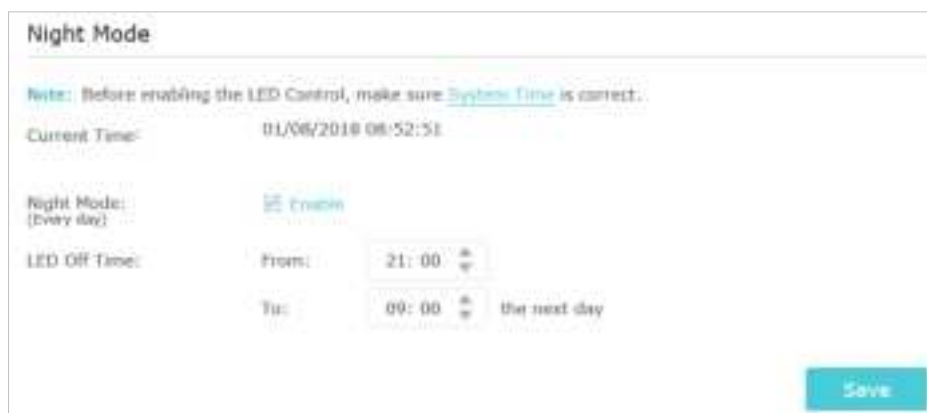 Night Mode
Note: Before enabling the LED Control, make sure System Time is correct.
Current Time: 01/08/2018 08:52:51
Night Mode: Enable
(Every day)
LED Off Time: From: 21: 00
To: 09: 00 the next day
Save